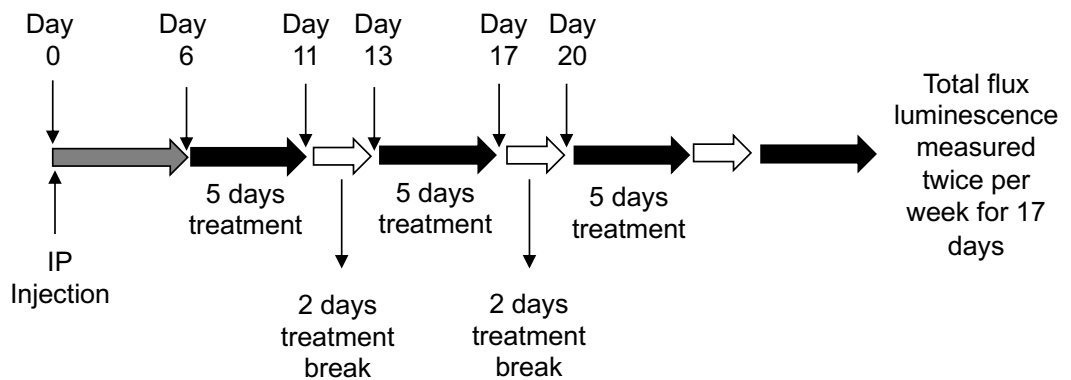 Day
0
Day
6
Day
11
Day
13
Day
17
Day
20
IP
Injection
5 days
treatment
2 days
treatment
break
5 days
treatment
2 days
treatment
break
5 days
treatment
Total flux
luminescence
measured
twice per
week for 17
days